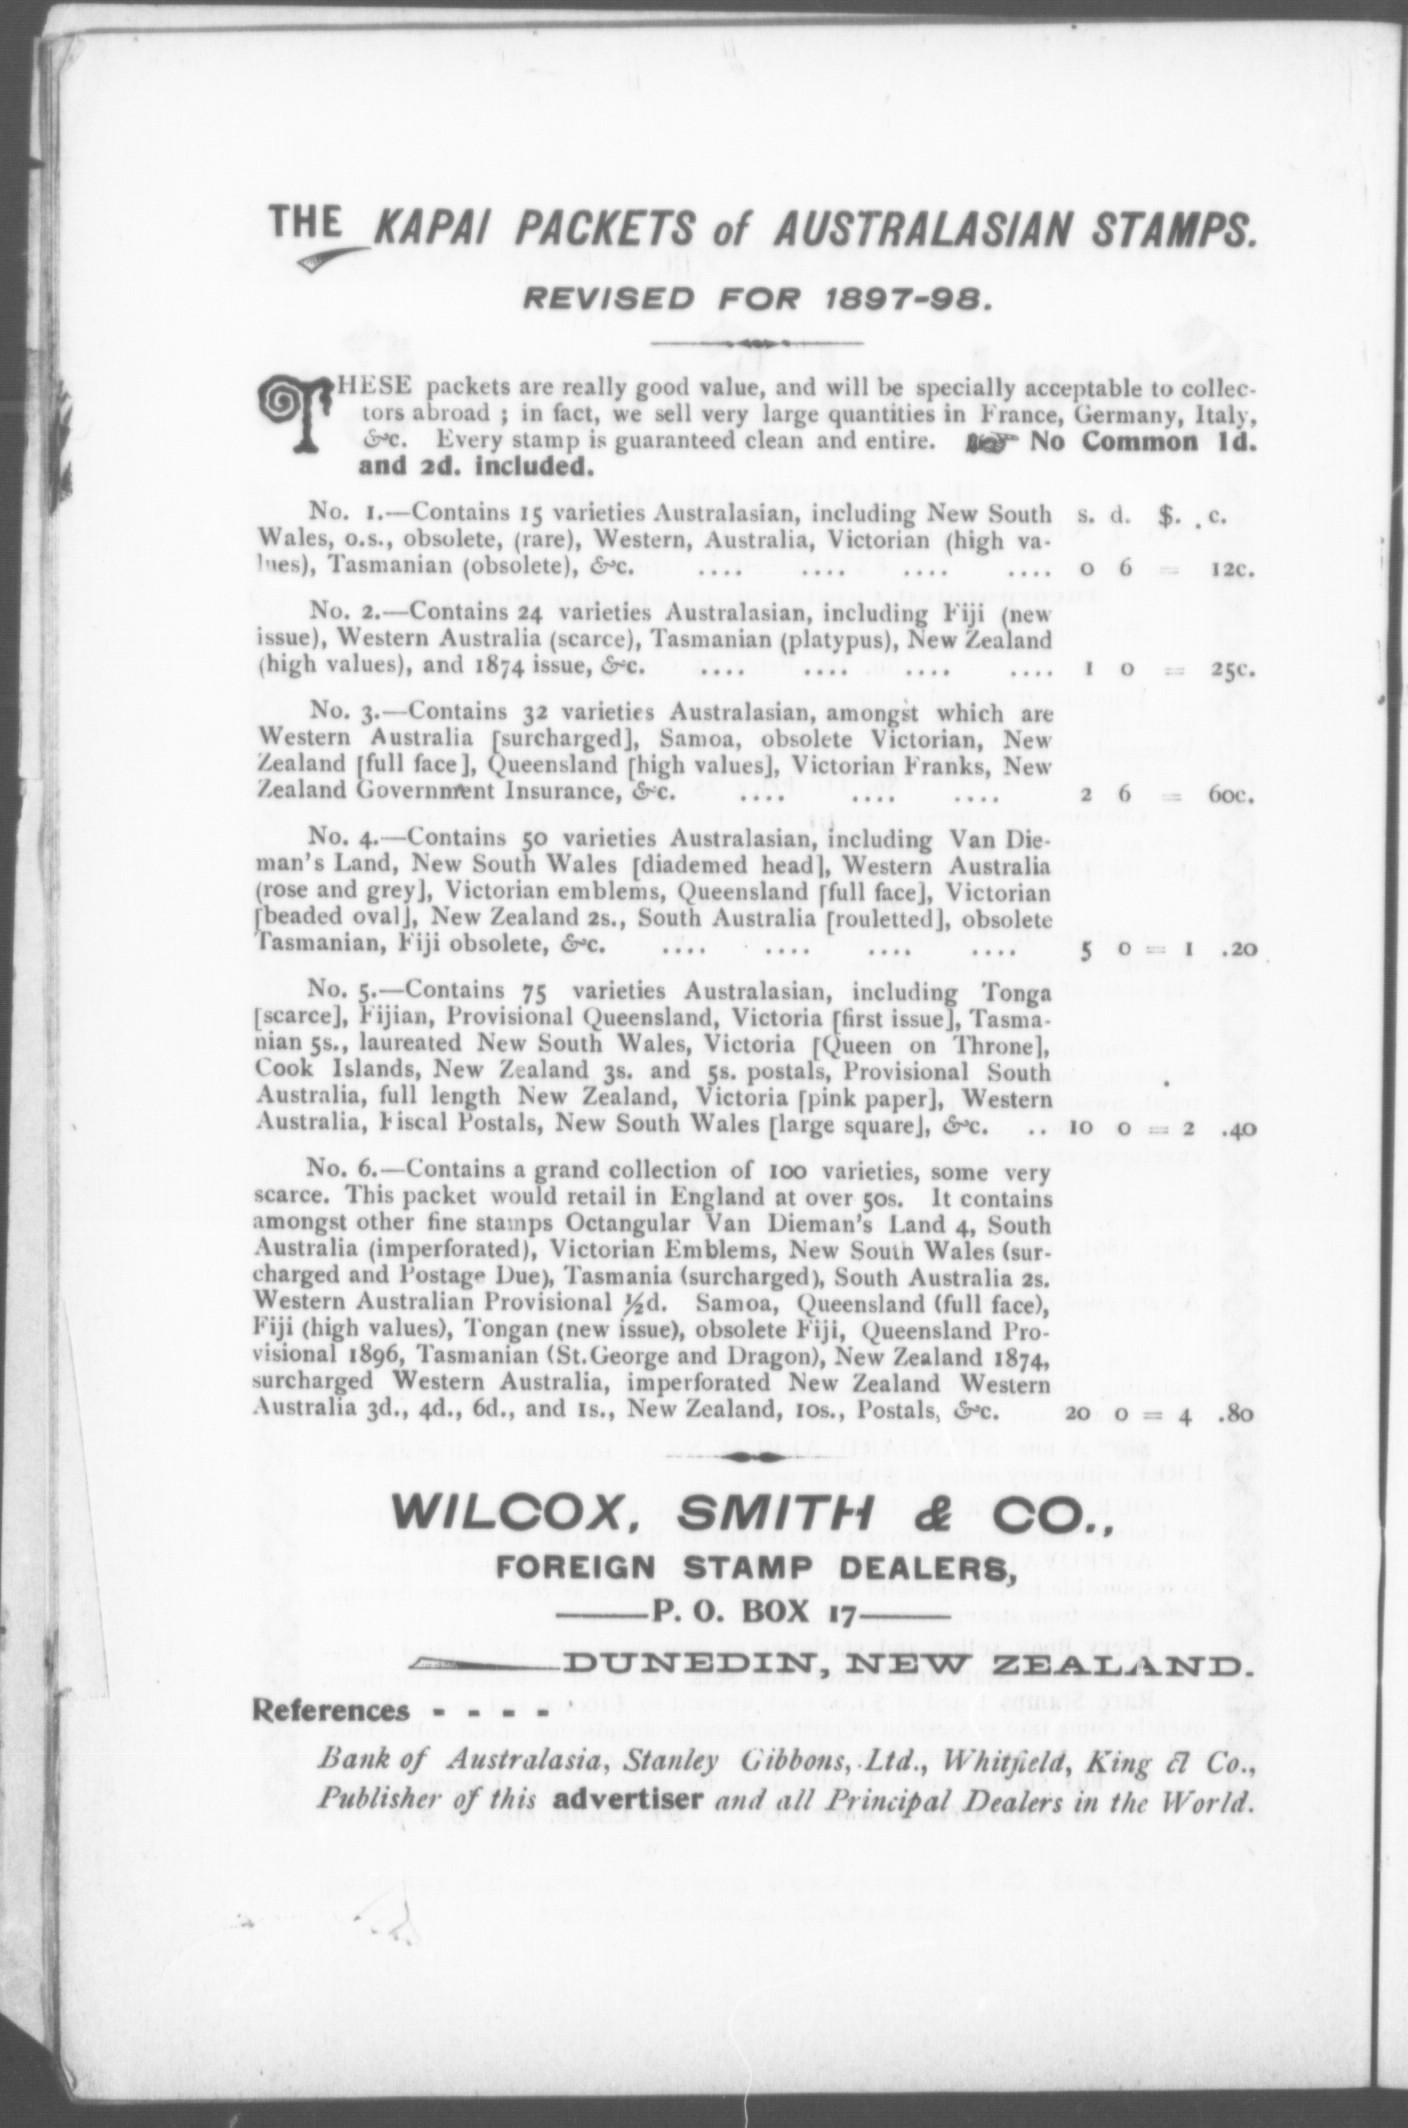 THE KAPAI PACKETS of AUSTRALASIAN STAMPS.
REVISED FOR 1897-98.
THESE packets are really good value, and will be specially acceptable to collec-
tors abroad ; in fact, we sell very large quantities in France, Germany, Italy,
&c. Every stamp is guaranteed clean and entire. No Common 1d.
and 2d. included.
No. 1.—Contains 15 varieties Australasian, including New South s. d. $. . c.
Wales, o.s., obsolete, (rare), Western, Australia, Victorian (high va-
lues), Tasmanian (obsolete), &c. .... .... .... .... 0 6 = 12c.
No. 2.—Contains 24 varieties Australasian, including Fiji (new
issue), Western Australia (scarce), Tasmanian (platypus), New Zealand
(high values), and 1874 issue, &c. .... .... .... .... 1 0 = 25c.
No. 3.—Contains 32 varieties Australasian, amongst which are
Western Australia [surcharged], Samoa, obsolete Victorian, New
Zealand [full face], Queensland [high values], Victorian Franks, New
Zealand Government Insurance, &c. .... .... .... 2 6 = 60c.
No. 4.—Contains 50 varieties Australasian, including Van Die-
man's Land, New South Wales [diademed head], Western Australia
(rose and grey], Victorian emblems, Queensland [full face], Victorian
[beaded oval], New Zealand 2s., South Australia [rouletted], obsolete
Tasmanian, Fiji obsolete, &c. .... .... .... .... 5 0 = 1 .20
No. 5.—Contains 75 varieties Australasian, including Tonga
[scarce], Fijian, Provisional Queensland, Victoria [first issue], Tasma-
nian 5s., laureated New South Wales, Victoria [Queen on Throne],
Cook Islands, New Zealand 3s. and 5s. postals, Provisional South
Australia, full length New Zealand, Victoria [pink paper], Western
Australia, Fiscal Postals, New South Wales [large square], &c. .. 10 0 = 2 .40
No. 6.—Contains a grand collection of 100 varieties, some very
scarce. This packet would retail in England at over 50s. It contains
amongst other fine stamps Octangular Van Dieman's Land 4, South
Australia (imperforated), Victorian Emblems, New South Wales (sur-
charged and Postage Due), Tasmania (surcharged), South Australia 2s.
Western Australian Provisional ½d. Samoa, Queensland (full face),
Fiji (high values), Tongan (new issue), obsolete Fiji, Queensland Pro-
visional 1896, Tasmanian (St.George and Dragon), New Zealand 1874,
surcharged Western Australia, imperforated New Zealand Western
Australia 3d., 4d., 6d., and 1s., New Zealand, 10s., Postals, &c. 20 0 = 4 .80
WILCOX, SMITH & CO.,
FOREIGN STAMP DEALERS,
——P. O. BOX 17——
DUNEDIN, NEW ZEALAND.
References - - - -
Bank of Australasia, Stanley Gibbons, Ltd., Whitfield, King & Co.,
Publisher of this advertiser and all Principal Dealers in the World.